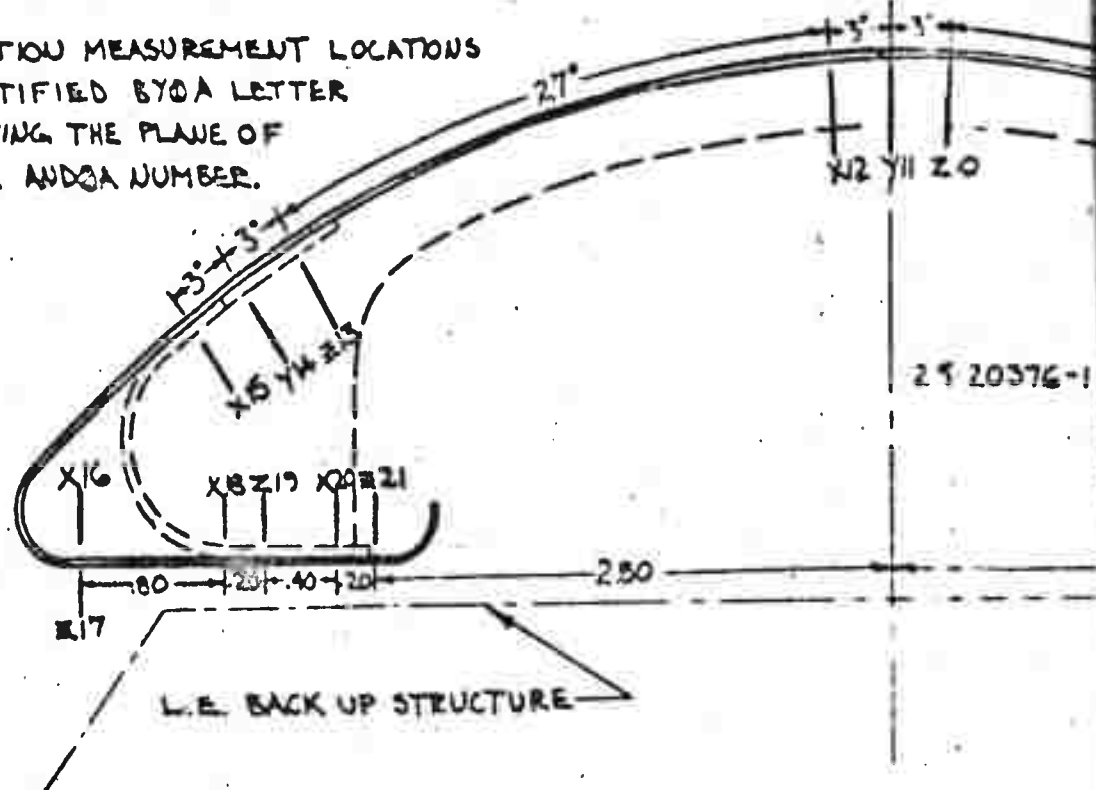 TION MEASUREMENT LOCATIONS
TIFIED BY A LETTER
ING THE PLANE OF
. AND A NUMBER.
3° 3°
27°
X12 Y11 Z0
3° 3°
X15 Y14 Z13
20376-1
X16 X18 Z19 X20 Z21
.80 .20 .40 .20 2.80
Z17
L.E. BACK UP STRUCTURE